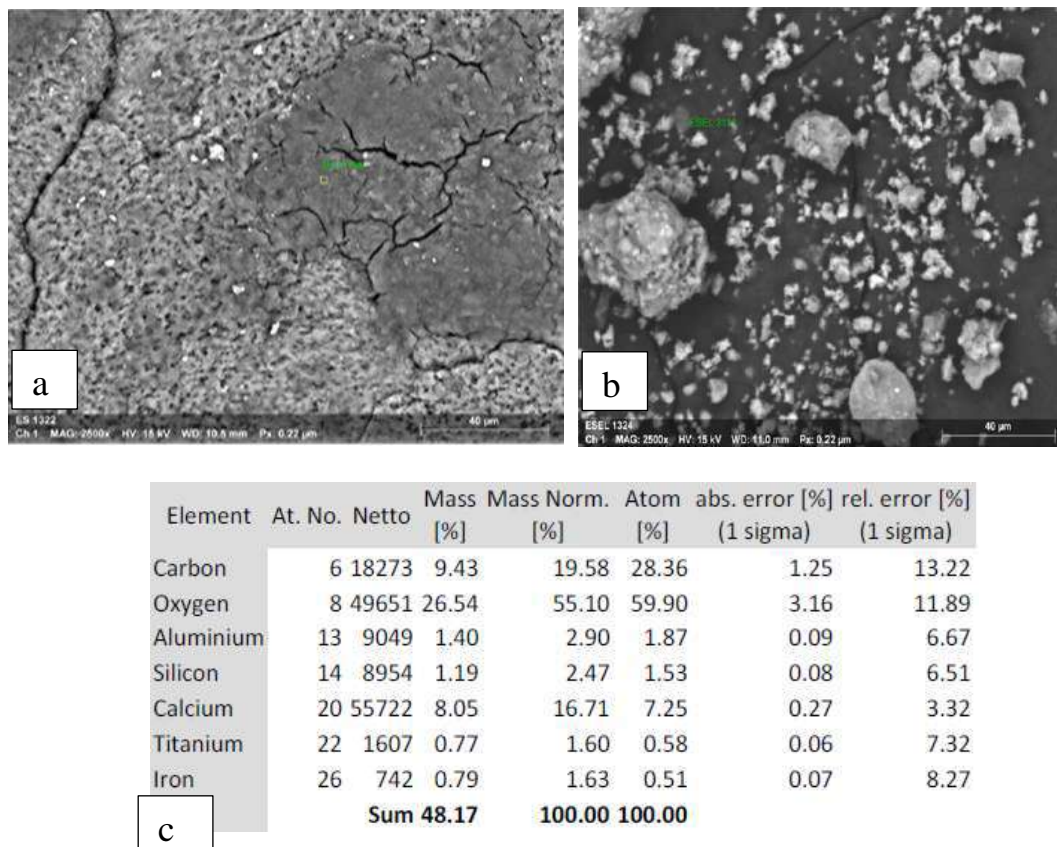 a
ES 1322
Ch 1 MAG: 2500x HV: 15 kV WD: 10.5 mm Px: 0.22 µm
40 µm
b
ESEL 1324
Ch 1 MAG: 2500x HV: 15 kV WD: 11.0 mm Px: 0.22 µm
40 µm
Element At. No. Netto Mass [%] Mass Norm. [%] Atom [%] abs. error [%] (1 sigma) rel. error [%] (1 sigma)
Carbon 6 18273 9.43 19.58 28.36 1.25 13.22
Oxygen 8 49651 26.54 55.10 59.90 3.16 11.89
Aluminium 13 9049 1.40 2.90 1.87 0.09 6.67
Silicon 14 8954 1.19 2.47 1.53 0.08 6.51
Calcium 20 55722 8.05 16.71 7.25 0.27 3.32
Titanium 22 1607 0.77 1.60 0.58 0.06 7.32
Iron 26 742 0.79 1.63 0.51 0.07 8.27
Sum 48.17 100.00 100.00
c